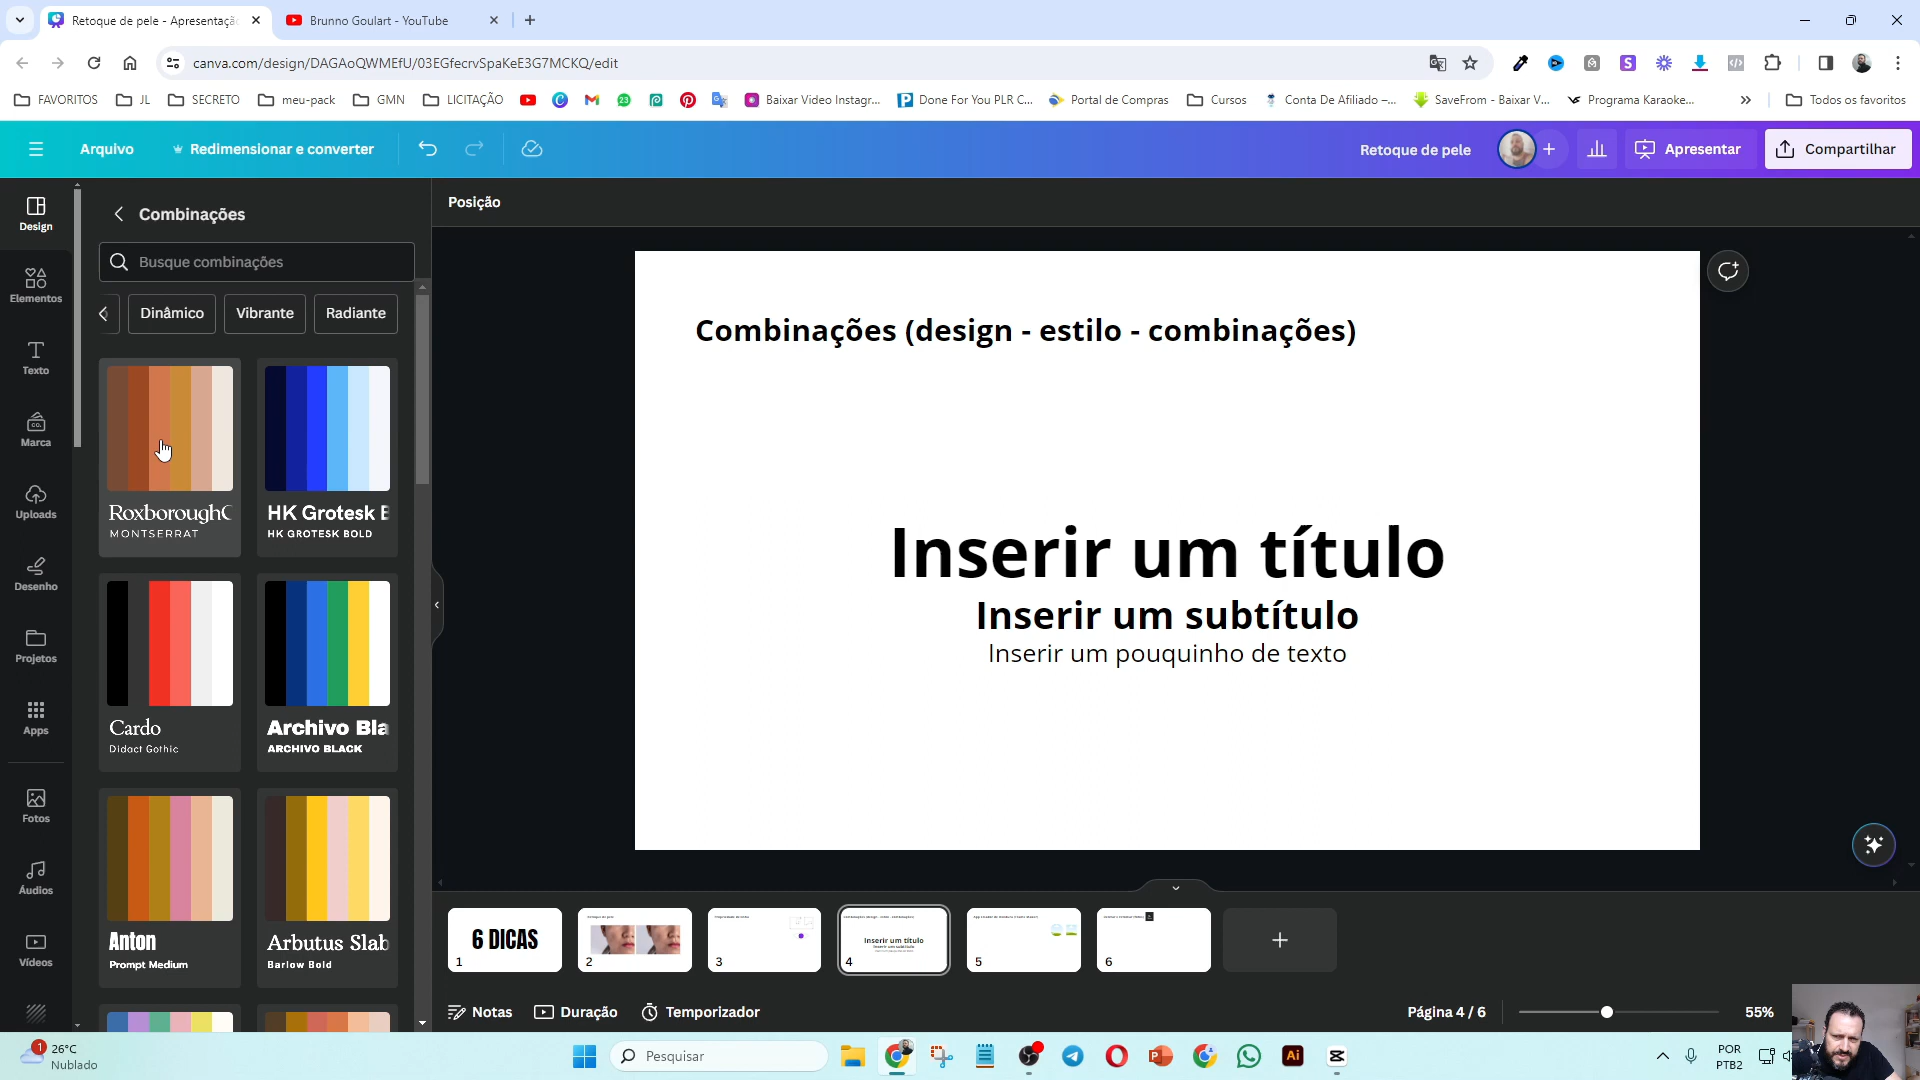 Retoque de pele - Apresentaçã
Brunno Goulart - YouTube
canva.com/design/DAGAoQWMEfU/03EGfecrvSpaKeE3G7MCKQ/edit
FAVORITOS
JL
SECRETO
meu-pack
GMN
LICITAÇÃO
Baixar Video Instagr...
Done For You PLR C...
Portal de Compras
Cursos
Conta De Afiliado –...
SaveFrom - Baixar V...
Programa Karaoke...
Todos os favoritos
Arquivo
Redimensionar e converter
Retoque de pele
Apresentar
Compartilhar
Design
Elementos
Texto
Marca
Uploads
Desenho
Projetos
Apps
Fotos
Áudios
Vídeos
Combinações
Busque combinações
Dinâmico
Vibrante
Radiante
RoxboroughC
MONTSERRAT
HK Grotesk B
HK GROTESK BOLD
Cardo
Didact Gothic
Archivo Bla
ARCHIVO BLACK
Anton
Prompt Medium
Arbutus Slab
Barlow Bold
Posição
Combinações (design - estilo - combinações)
Inserir um título
Inserir um subtítulo
Inserir um pouquinho de texto
6 DICAS
1
2
3
Inserir um título
4
5
6
Notas
Duração
Temporizador
Página 4 / 6
55%
1
26°C
Nublado
Pesquisar
POR
PTB2